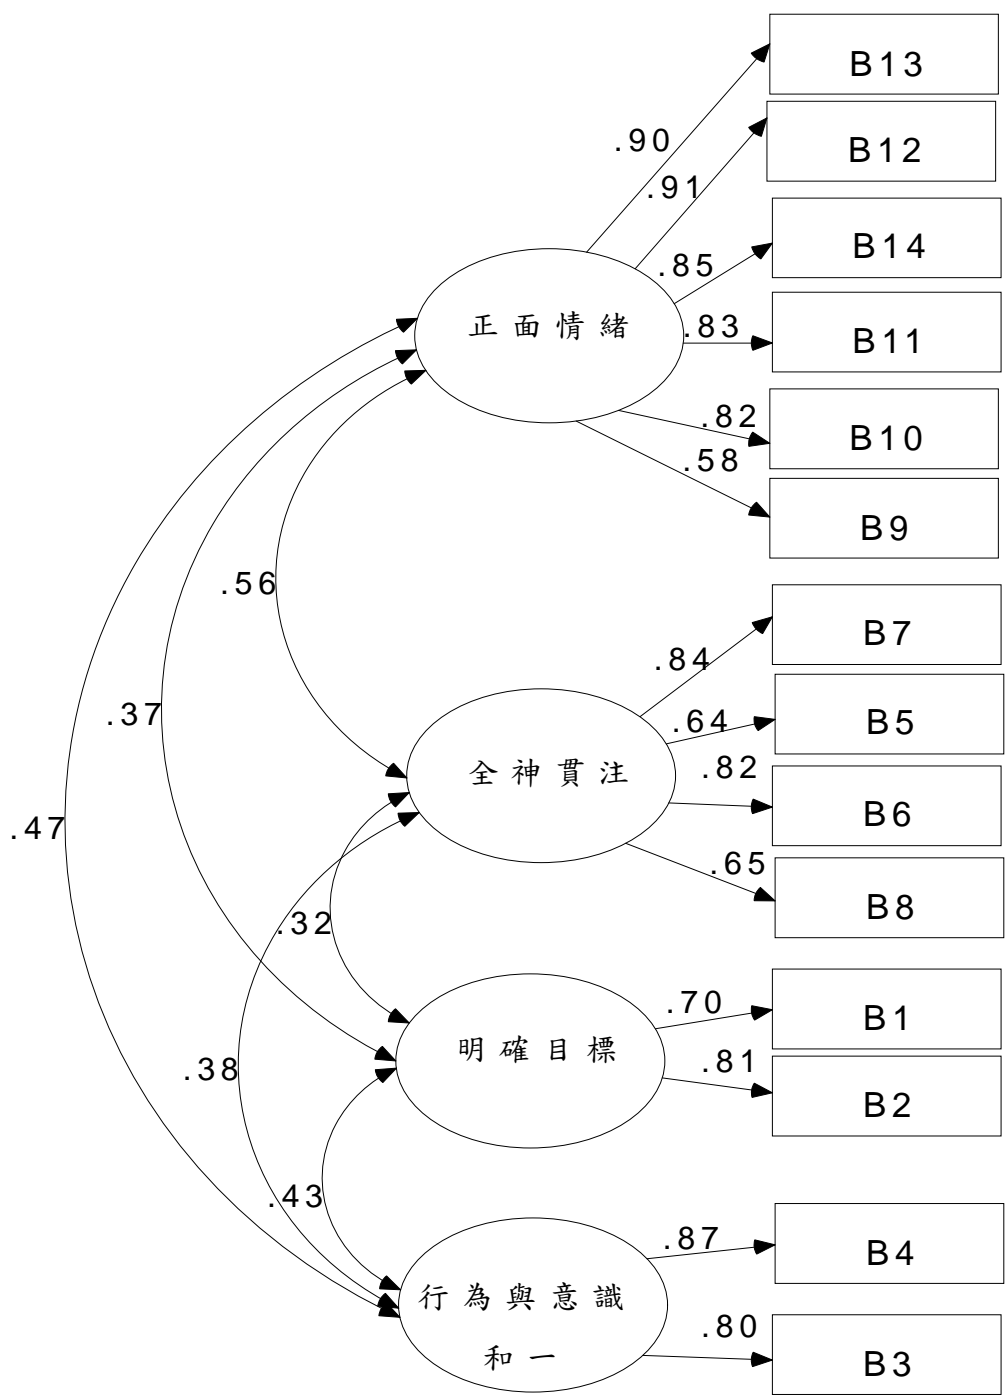 B13
.90
B12
.91
B14
.85
正面情緒
.83
B11
.82
B10
.58
B9
.56
B7
.84
.64
B5
.37
全神貫注
.82
B6
.47
.65
B8
.32
.70
B1
明確目標
.38
.81
B2
.43
.87
B4
行為與意識
和一
.80
B3